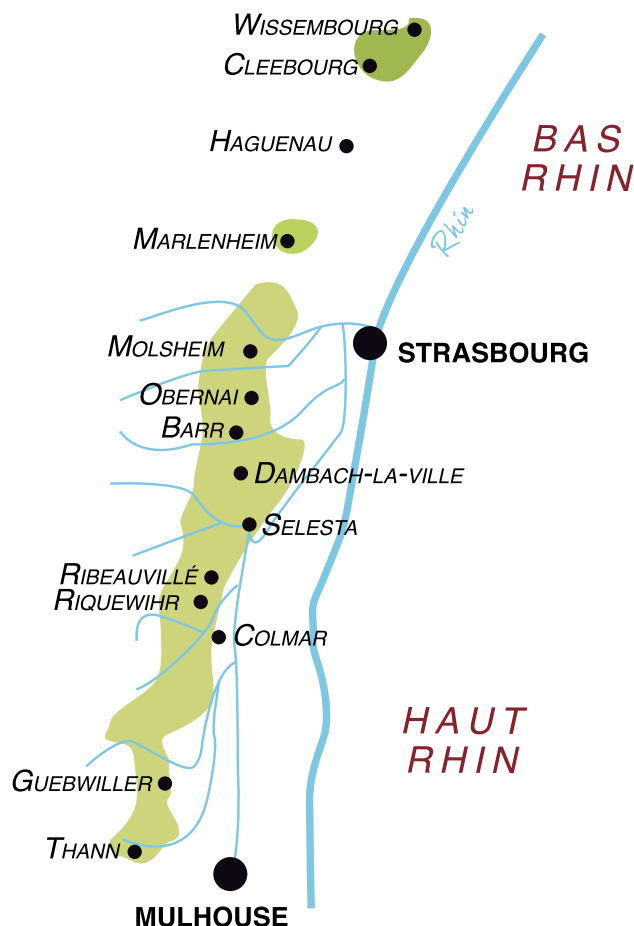 WISSEMBOURG
CLEEBOURG
HAGUENAU
BAS
RHIN
Rhin
MARLENHEIM
MOLSHEIM
STRASBOURG
OBERNAI
BARR
DAMBACH-LA-VILLE
SELESTA
RIBEAUVILLÉ
RIQUEWIHR
COLMAR
HAUT
RHIN
GUEBWILLER
THANN
MULHOUSE